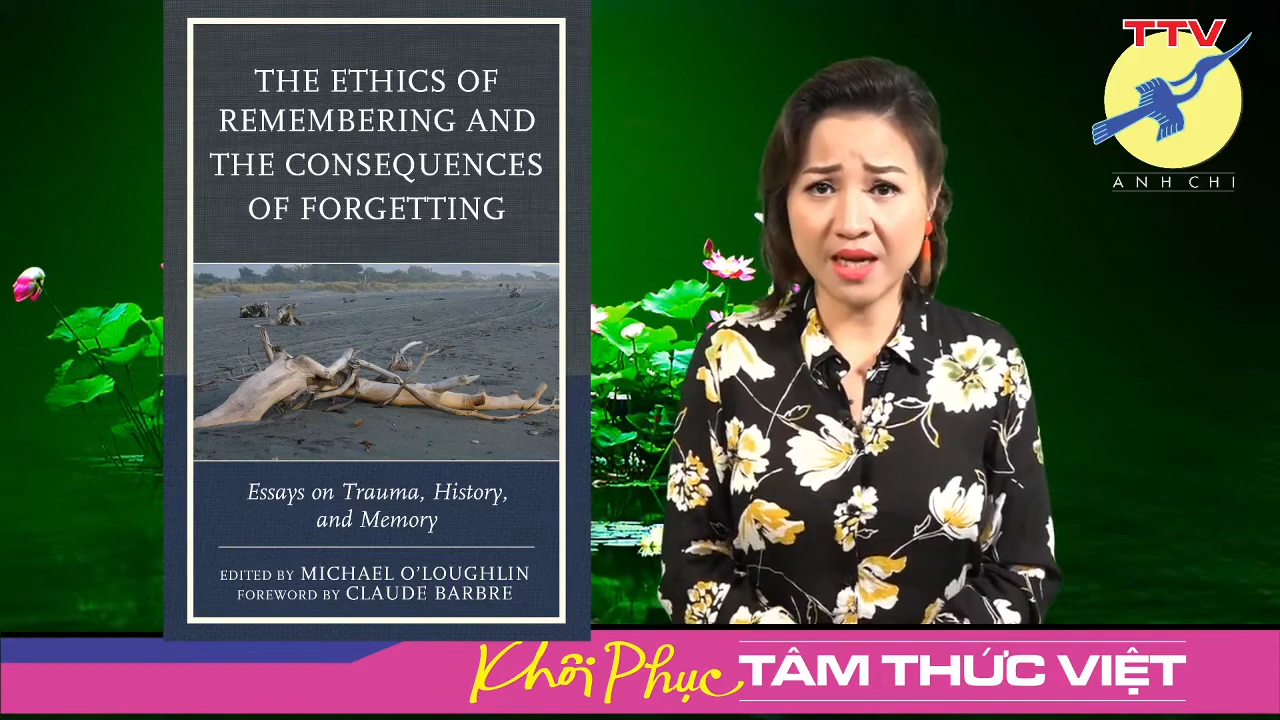 THE ETHICS OF
REMEMBERING AND
THE CONSEQUENCES
OF FORGETTING
Essays on Trauma, History,
and Memory
EDITED BY MICHAEL O'LOUGHLIN
FOREWORD BY CLAUDE BARBRE
TTV
ANH CHI
Khôi Phục TÂM THỨC VIỆT